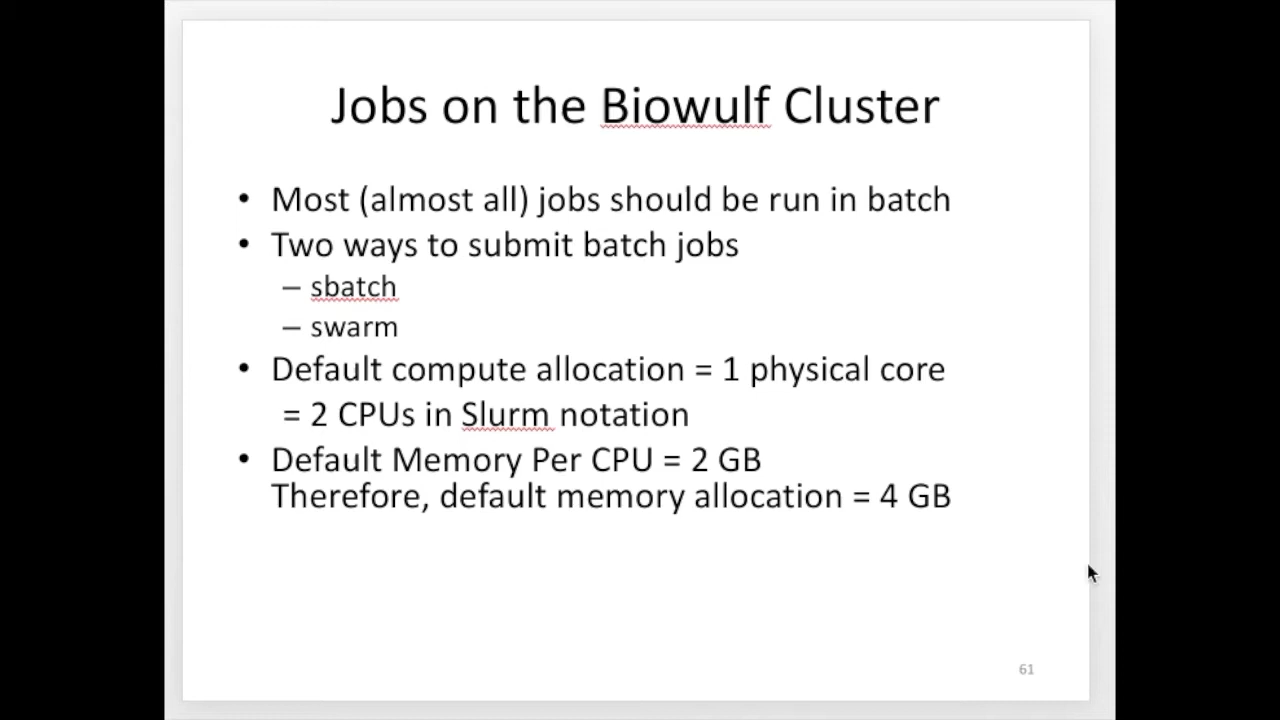 Jobs on the Biowulf Cluster
• Most (almost all) jobs should be run in batch
• Two ways to submit batch jobs
– sbatch
– swarm
• Default compute allocation = 1 physical core
= 2 CPUs in Slurm notation
• Default Memory Per CPU = 2 GB
Therefore, default memory allocation = 4 GB
61